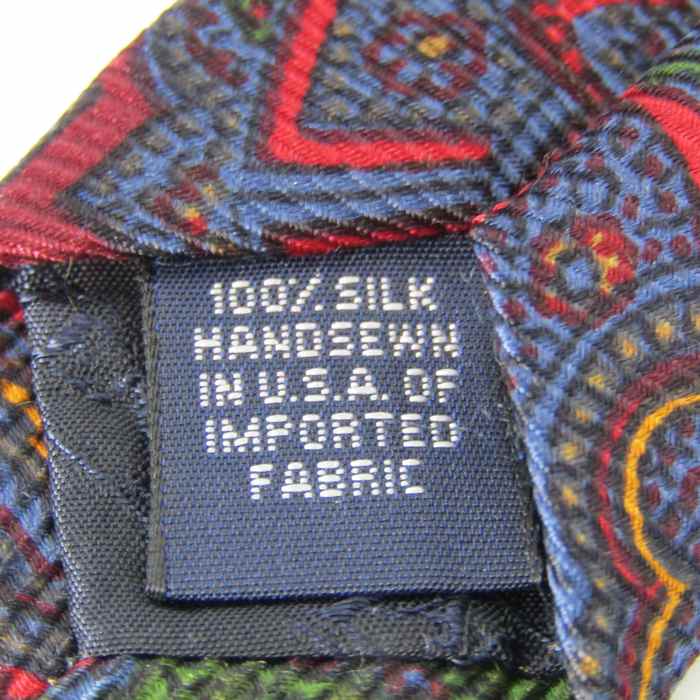 100% SILK
HANDSEWN
IN U.S.A. OF
IMPORTED
FABRIC